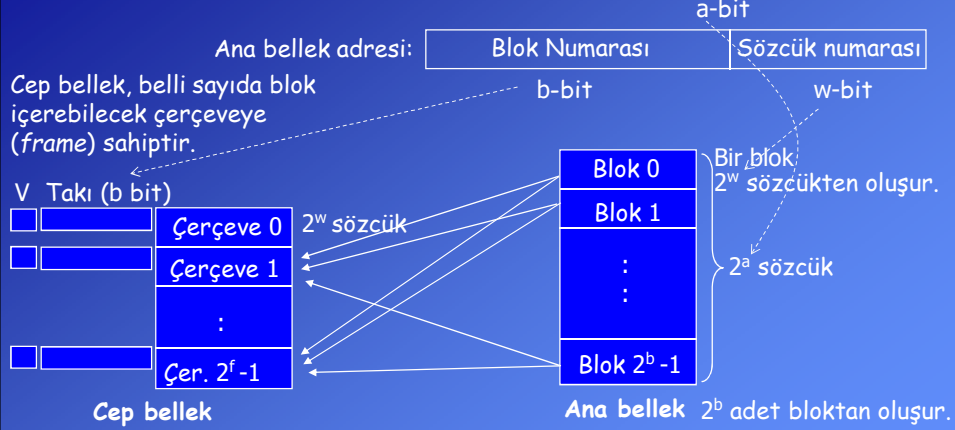 a-bit
Ana bellek adresi: Blok Numarası Sözcük numarası
b-bit w-bit
Cep bellek, belli sayıda blok
içerebilecek çerçeveye
(frame) sahiptir.
V Takı (b bit)
Çerçeve 0 2ʷ sözcük
Çerçeve 1
:
Çer. 2ᶠ-1
Cep bellek
Blok 0
Blok 1
:
:
Blok 2ᵇ-1
Bir blok
2ʷ sözcükten oluşur.
2ᵃ sözcük
Ana bellek 2ᵇ adet bloktan oluşur.